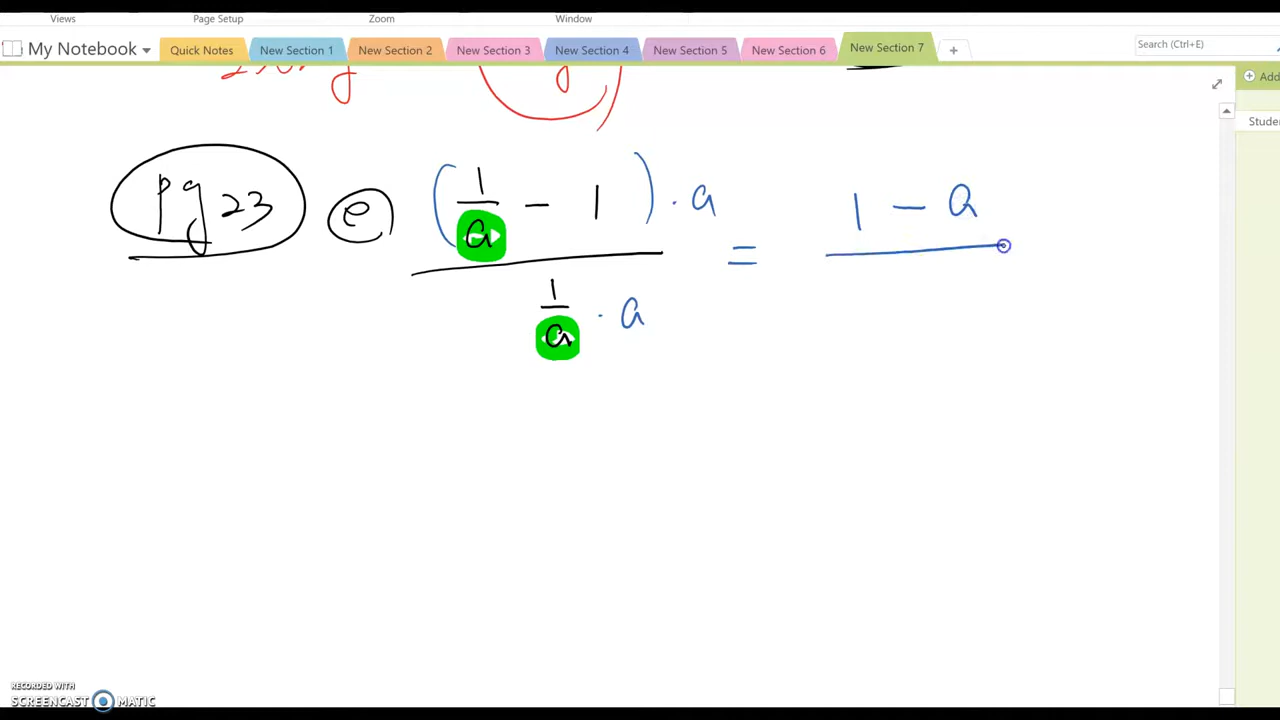 Views Page Setup Zoom Window
My Notebook Quick Notes New Section 1 New Section 2 New Section 3 New Section 4 New Section 5 New Section 6 New Section 7 + Search (Ctrl+E)
Add
Studen
pg 23 e ( 1/a - 1 ) · a / 1/a · a = 1 - a
RECORDED WITH
SCREENCAST MATIC